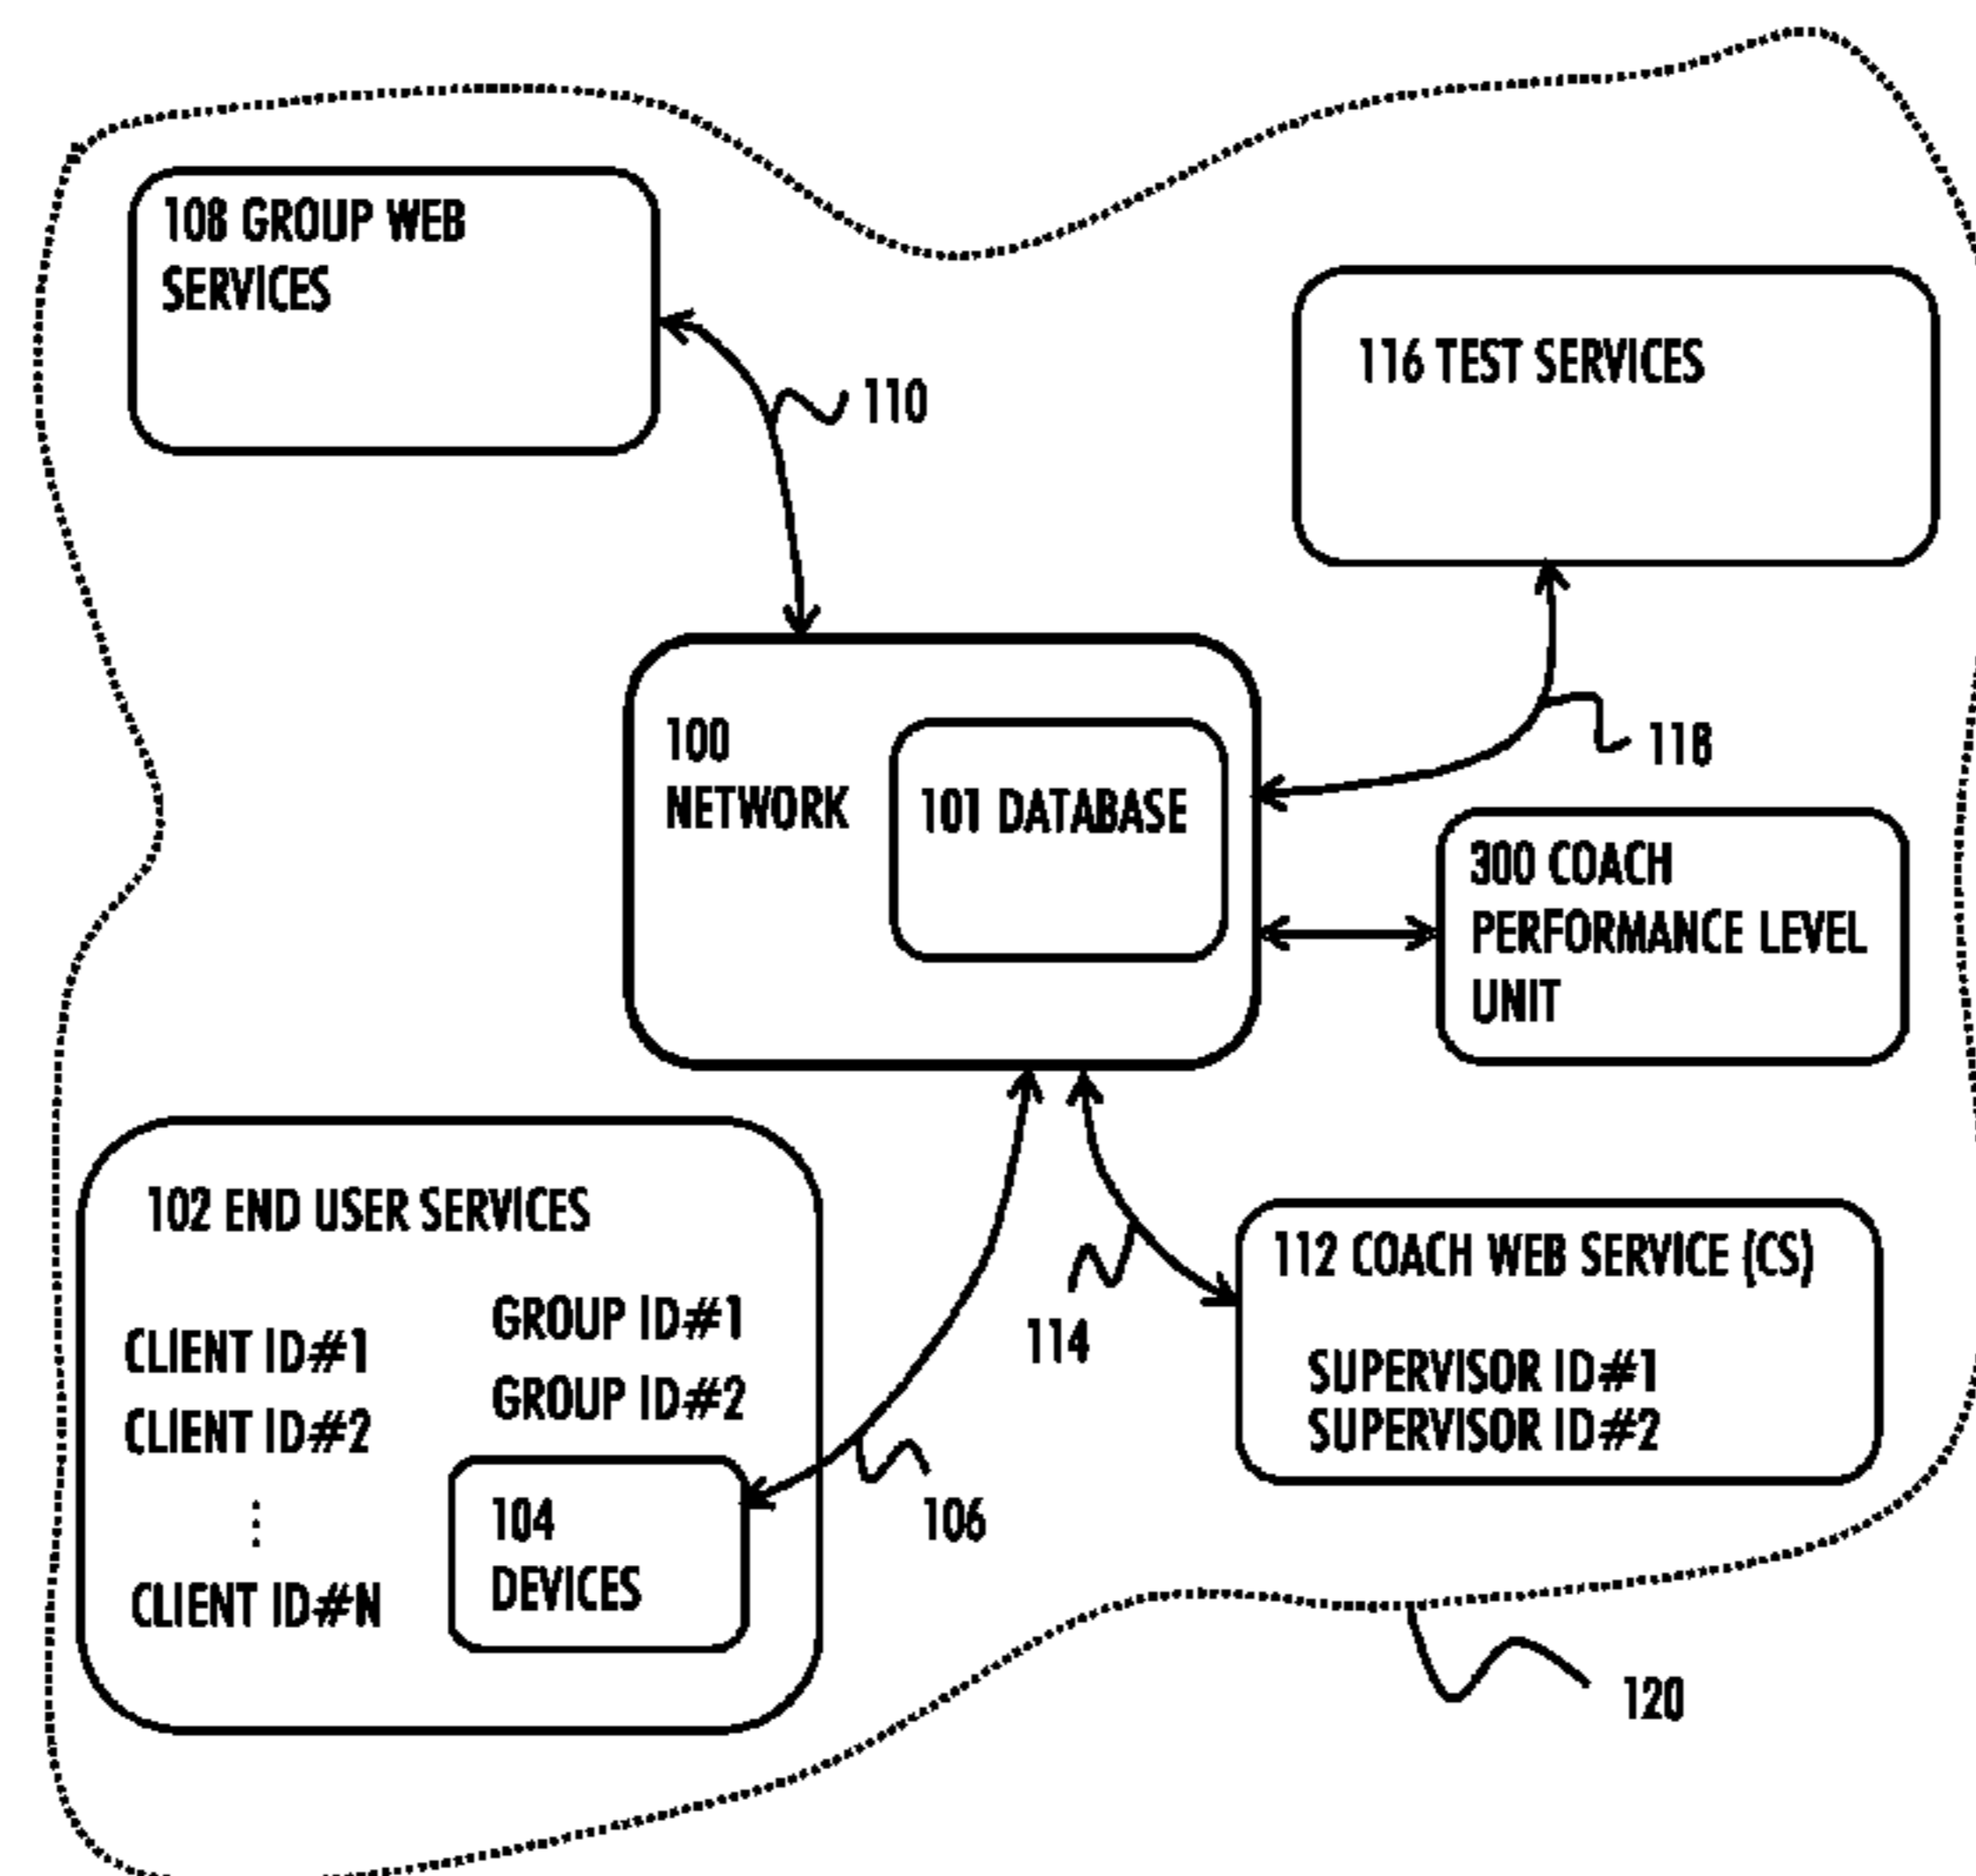 108 GROUP WEB
SERVICES
110
116 TEST SERVICES
118
100
NETWORK
101 DATABASE
300 COACH
PERFORMANCE LEVEL
UNIT
102 END USER SERVICES
GROUP ID#1
CLIENT ID#1
GROUP ID#2
CLIENT ID#2
⋮
CLIENT ID#N
104
DEVICES
106
114
112 COACH WEB SERVICE (CS)
SUPERVISOR ID#1
SUPERVISOR ID#2
120